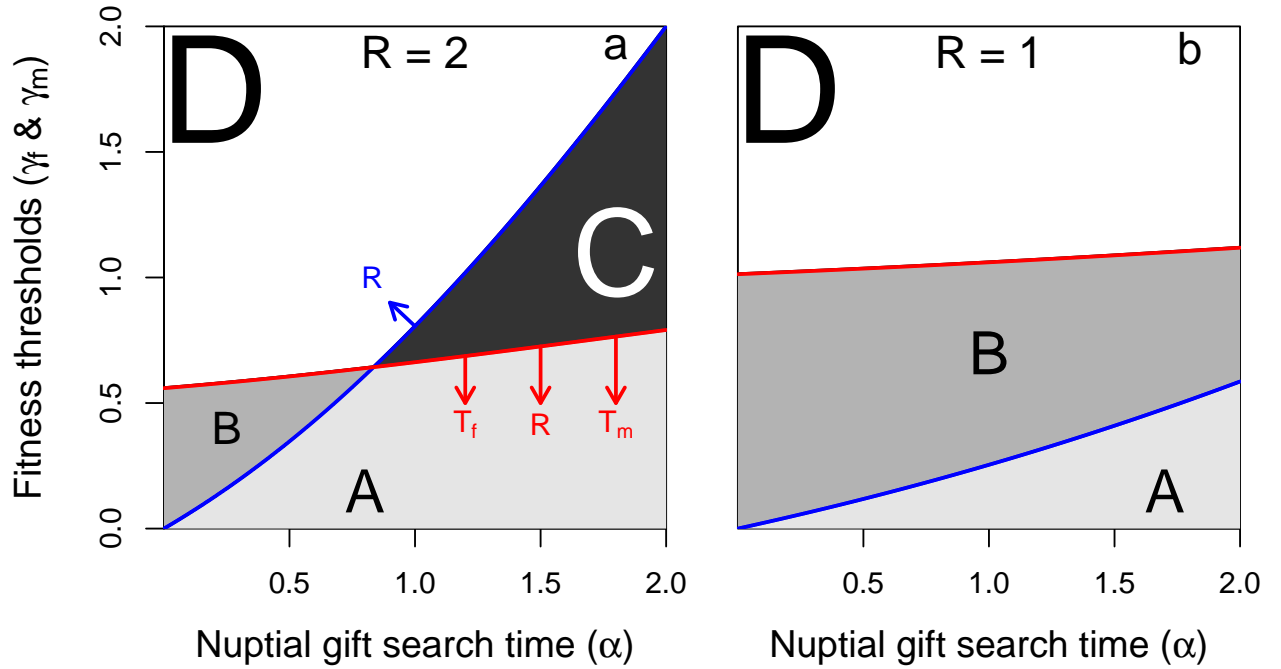 Fitness thresholds (γf & γm)
0.0
0.5
1.0
1.5
2.0
D
R = 2
a
R
C
B
Tf
R
Tm
A
0.5
1.0
1.5
2.0
Nuptial gift search time (α)
D
R = 1
b
B
A
0.5
1.0
1.5
2.0
Nuptial gift search time (α)